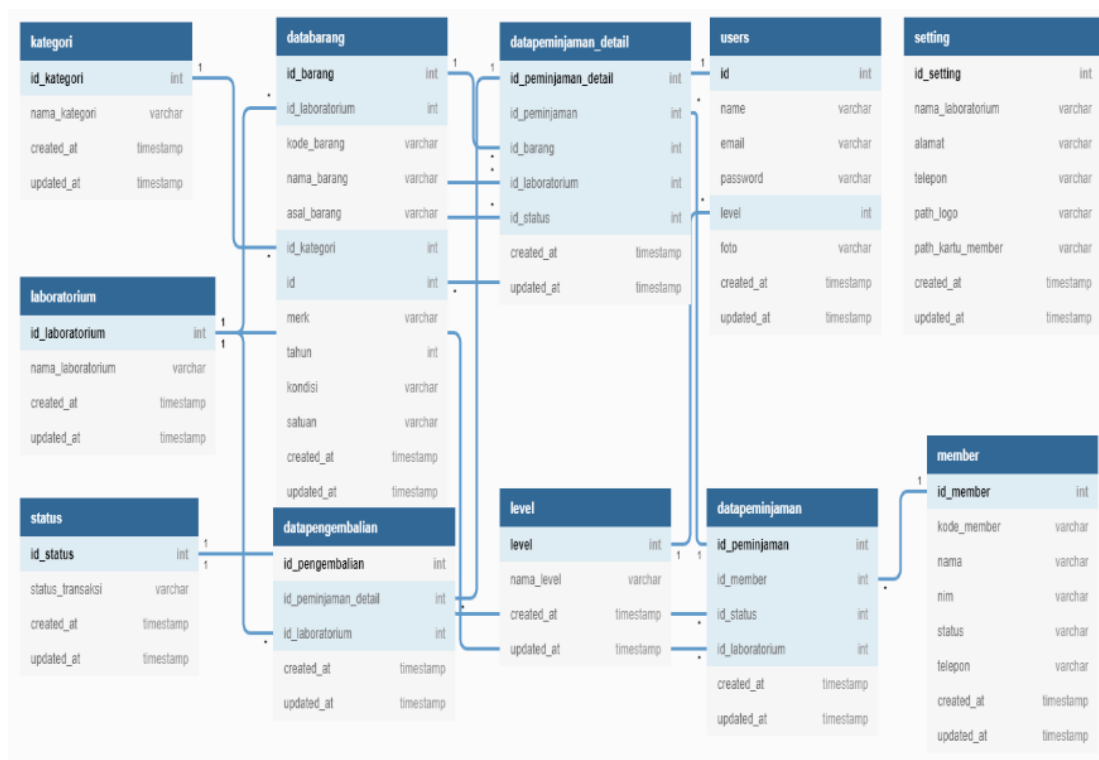 kategori
id_kategori int
nama_kategori varchar
created_at timestamp
updated_at timestamp
laboratorium
id_laboratorium int
nama_laboratorium varchar
created_at timestamp
updated_at timestamp
status
id_status int
status_transaksi varchar
created_at timestamp
updated_at timestamp
databarang
id_barang int
id_laboratorium int
kode_barang varchar
nama_barang varchar
asal_barang varchar
id_kategori int
id int
merk varchar
tahun int
kondisi varchar
satuan varchar
created_at timestamp
updated_at timestamp
datapengembalian
id_pengembalian int
id_peminjaman_detail int
id_laboratorium int
created_at timestamp
updated_at timestamp
datapeminjaman_detail
id_peminjaman_detail int
id_peminjaman int
id_barang int
id_laboratorium int
id_status int
created_at timestamp
updated_at timestamp
level
level int
nama_level varchar
created_at timestamp
updated_at timestamp
users
id int
name varchar
email varchar
password varchar
level int
foto varchar
created_at timestamp
updated_at timestamp
datapeminjaman
id_peminjaman int
id_member int
id_status int
id_laboratorium int
created_at timestamp
updated_at timestamp
setting
id_setting int
nama_laboratorium varchar
alamat varchar
telepon varchar
path_logo varchar
path_kartu_member varchar
created_at timestamp
updated_at timestamp
member
id_member int
kode_member varchar
nama varchar
nim varchar
status varchar
telepon varchar
created_at timestamp
updated_at timestamp